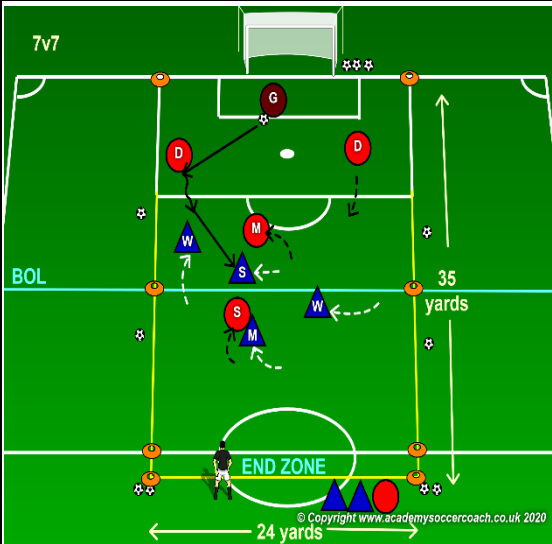 7v7
G
D
D
M
W
S
BOL
W
35
yards
S
M
END ZONE
© Copyright www.academysoccercoach.co.uk 2020
24 yards